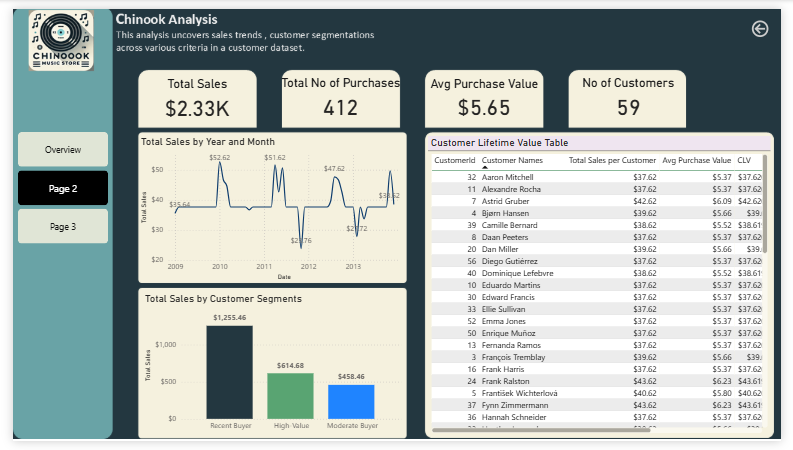 Chinook Analysis
This analysis uncovers sales trends , customer segmentations
across various criteria in a customer dataset.
CHINOOOK
MUSIC STORE
Overview
Page 2
Page 3
Total Sales
$2.33K
Total No of Purchases
412
Avg Purchase Value
$5.65
No of Customers
59
Total Sales by Year and Month
Total Sales
$50
$40
$30
$20
$35.64
$52.62
$51.62
$47.62
2009 2010 2011 2012 2013
Date
Total Sales by Customer Segments
Total Sales
$1,000
$500
$0
$1,255.46
$614.68
$458.46
Recent Buyer High-Value Moderate Buyer
Customer Lifetime Value Table
CustomerId Customer Names Total Sales per Customer Avg Purchase Value CLV
32 Aaron Mitchell $37.62 $5.37 $37.62
11 Alexandre Rocha $37.62 $5.37 $37.62
7 Astrid Gruber $42.62 $6.09 $42.62
4 Bjørn Hansen $39.62 $5.66 $39.
39 Camille Bernard $38.62 $5.52 $38.61
8 Daan Peeters $37.62 $5.37 $37.62
20 Dan Miller $39.62 $5.66 $39.
56 Diego Gutiérrez $37.62 $5.37 $37.62
40 Dominique Lefebvre $38.62 $5.52 $38.61
10 Eduardo Martins $37.62 $5.37 $37.62
30 Edward Francis $37.62 $5.37 $37.62
33 Ellie Sullivan $37.62 $5.37 $37.62
52 Emma Jones $37.62 $5.37 $37.62
50 Enrique Muñoz $37.62 $5.37 $37.62
13 Fernanda Ramos $37.62 $5.37 $37.62
3 François Tremblay $39.62 $5.66 $39.
16 Frank Harris $37.62 $5.37 $37.62
24 Frank Ralston $43.62 $6.23 $43.61
5 František Wichterlová $40.62 $5.80 $40.62
37 Fynn Zimmermann $43.62 $6.23 $43.61
36 Hannah Schneider $37.62 $5.37 $37.62